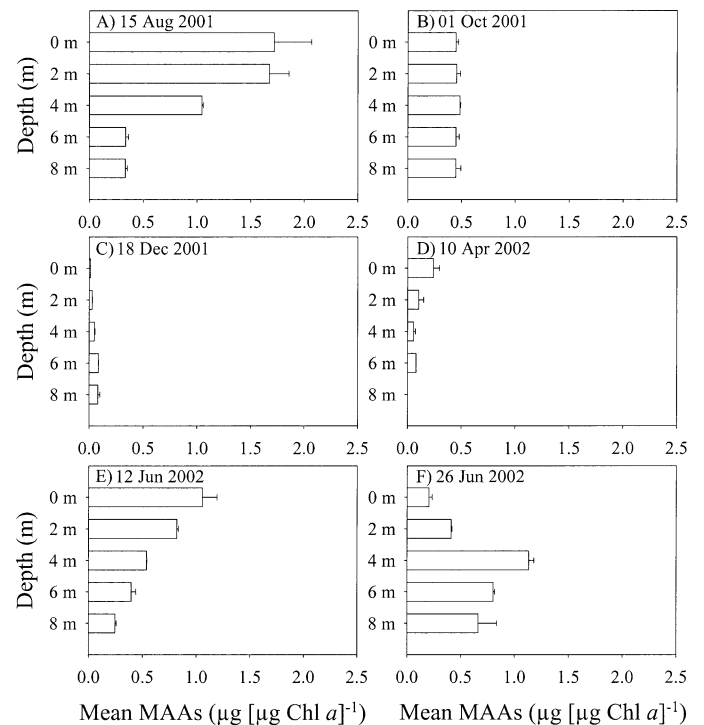 A) 15 Aug 2001
B) 01 Oct 2001
Depth (m)
0 m
2 m
4 m
6 m
8 m
0.0 0.5 1.0 1.5 2.0 2.5
0 m
2 m
4 m
6 m
8 m
0.0 0.5 1.0 1.5 2.0 2.5
C) 18 Dec 2001
D) 10 Apr 2002
Depth (m)
0 m
2 m
4 m
6 m
8 m
0.0 0.5 1.0 1.5 2.0 2.5
0 m
2 m
4 m
6 m
8 m
0.0 0.5 1.0 1.5 2.0 2.5
E) 12 Jun 2002
F) 26 Jun 2002
Depth (m)
0 m
2 m
4 m
6 m
8 m
0.0 0.5 1.0 1.5 2.0 2.5
0 m
2 m
4 m
6 m
8 m
0.0 0.5 1.0 1.5 2.0 2.5
Mean MAAs (µg [µg Chl a]⁻¹)
Mean MAAs (µg [µg Chl a]⁻¹)